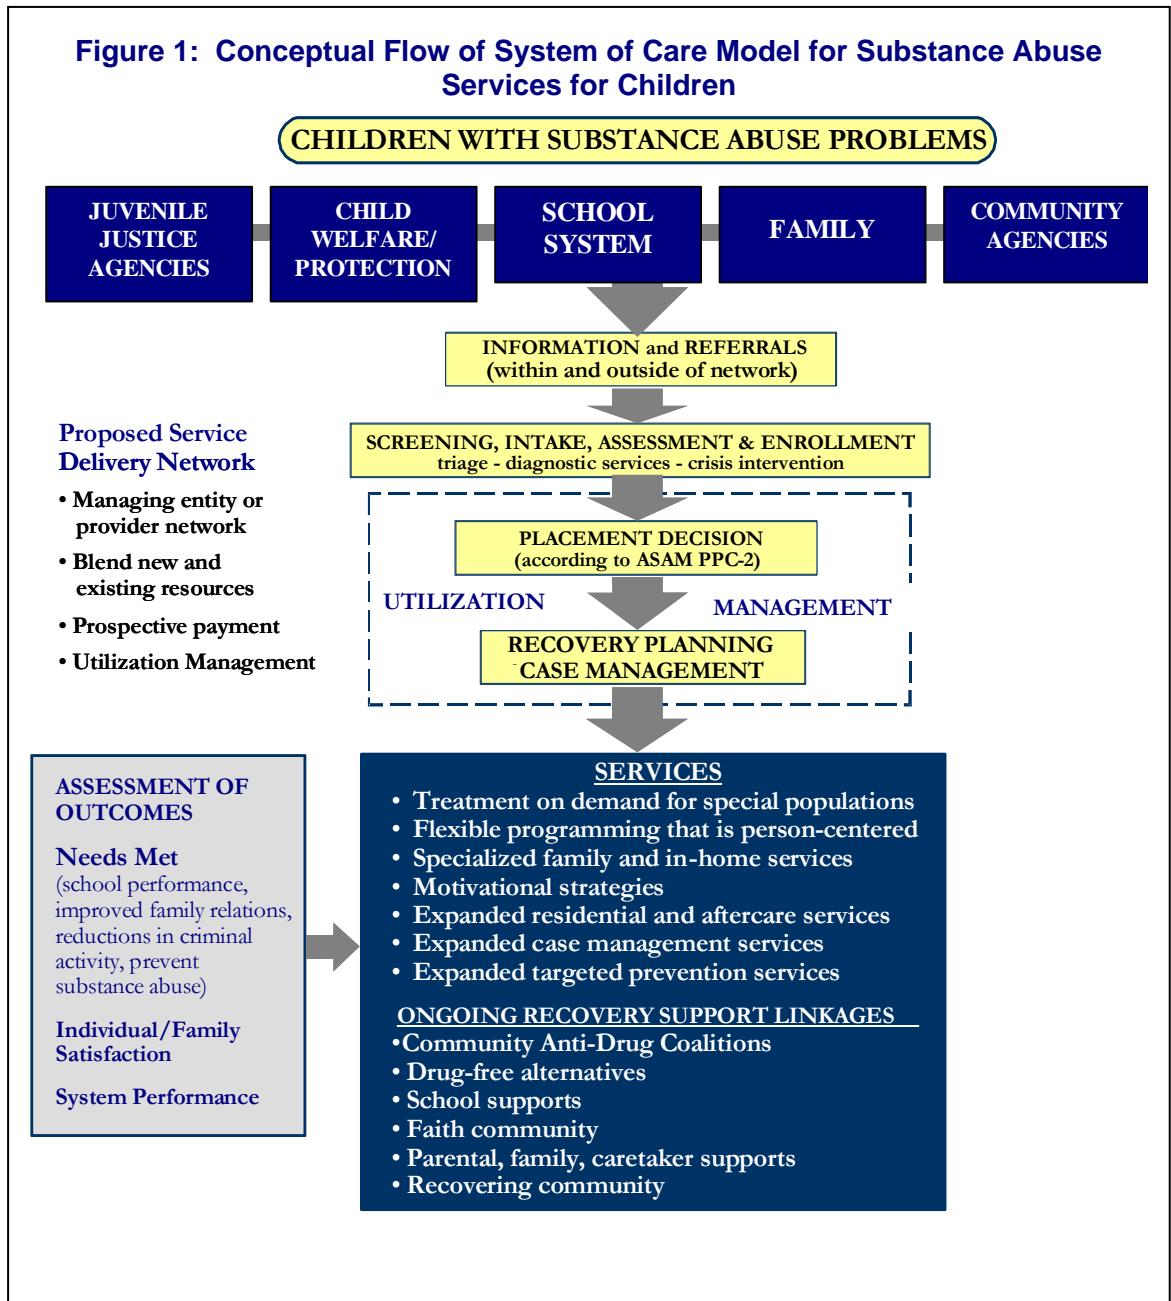 Figure 1:  Conceptual Flow of System of Care Model for Substance Abuse
Services for Children
CHILDREN WITH SUBSTANCE ABUSE PROBLEMS
JUVENILE
JUSTICE
AGENCIES
CHILD
WELFARE/
PROTECTION
SCHOOL
SYSTEM
FAMILY
COMMUNITY
AGENCIES
INFORMATION and REFERRALS
(within and outside of network)
SCREENING, INTAKE, ASSESSMENT & ENROLLMENT
triage - diagnostic services - crisis intervention
Proposed Service
Delivery Network
• Managing entity or
provider network
• Blend new and
existing resources
• Prospective payment
• Utilization Management
PLACEMENT DECISION
(according to ASAM PPC-2)
UTILIZATION
MANAGEMENT
RECOVERY PLANNING
CASE MANAGEMENT
ASSESSMENT OF
OUTCOMES
Needs Met
(school performance,
improved family relations,
reductions in criminal
activity, prevent
substance abuse)
Individual/Family
Satisfaction
System Performance
SERVICES
• Treatment on demand for special populations
• Flexible programming that is person-centered
• Specialized family and in-home services
• Motivational strategies
• Expanded residential and aftercare services
• Expanded case management services
• Expanded targeted prevention services
ONGOING RECOVERY SUPPORT LINKAGES
•Community Anti-Drug Coalitions
• Drug-free alternatives
• School supports
• Faith community
• Parental, family, caretaker supports
• Recovering community